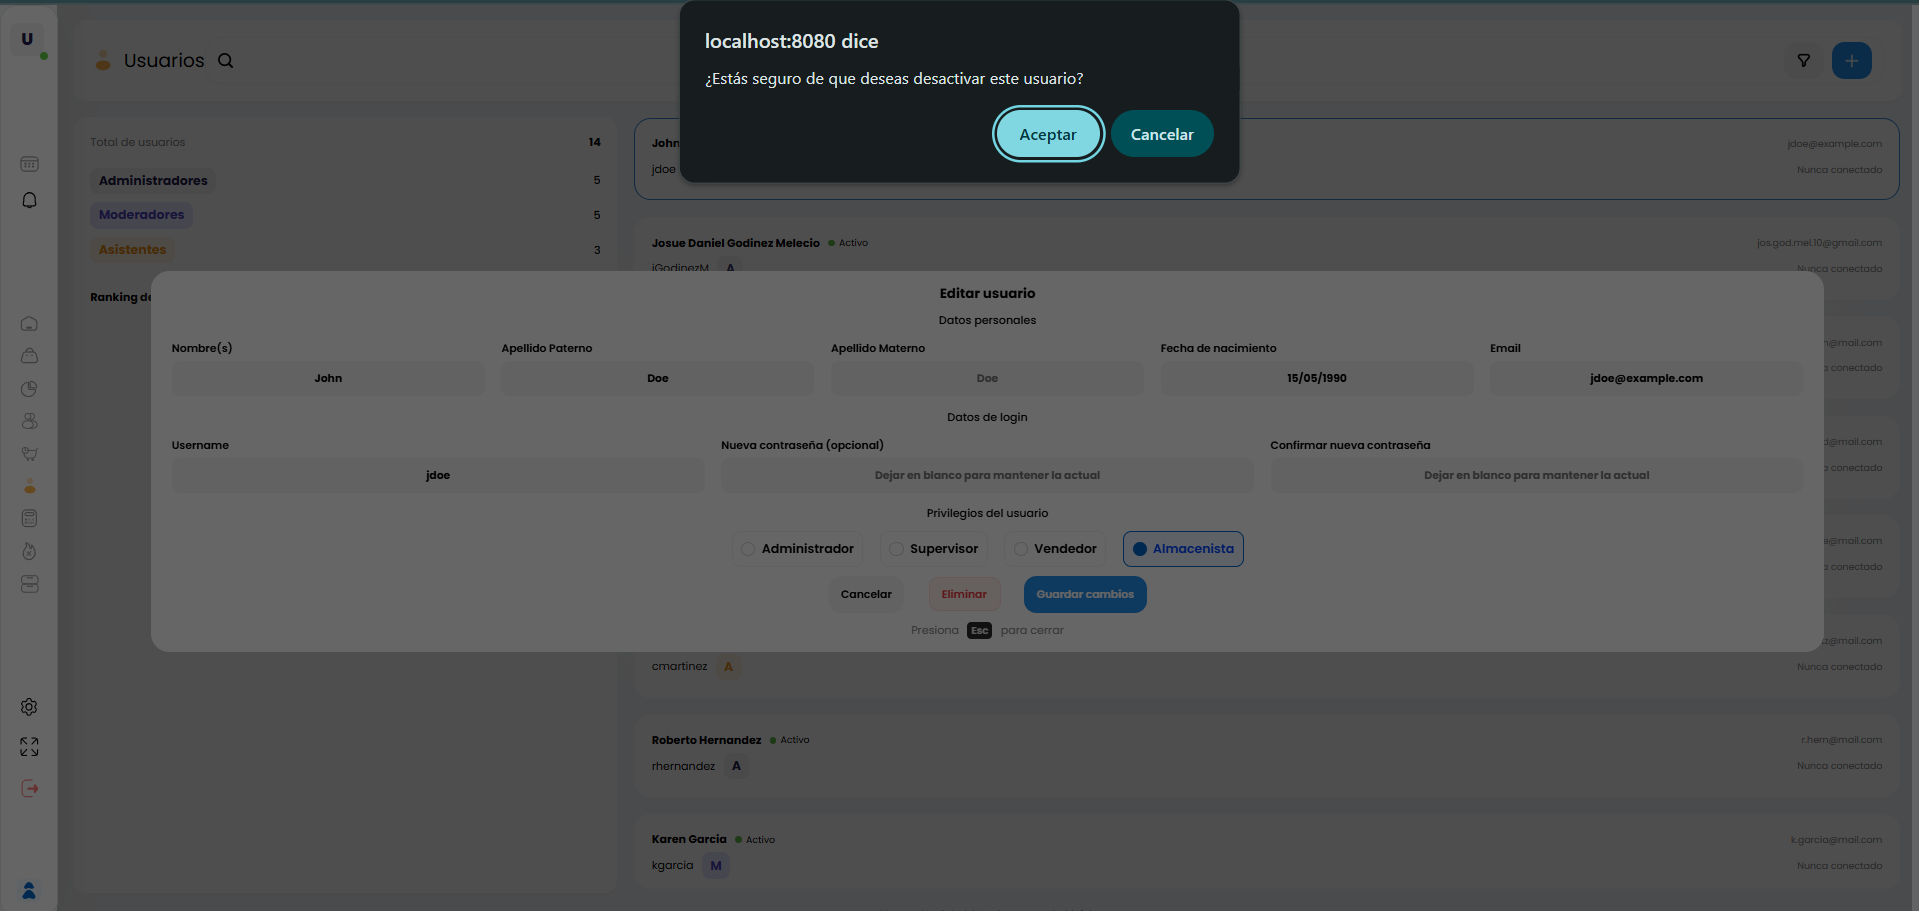 localhost:8080 dice
¿Estás seguro de que deseas desactivar este usuario?
Aceptar
Cancelar
U
Usuarios
Total de usuarios 14
Administradores 5
Moderadores 5
Asistentes 3
Ranking de
John
jdoe@example.com
jdoe
Nunca conectado
Josue Daniel Godinez Melecio Activo
jos.god.mel.10@gmail.com
jGodinezM A
Nunca conectado
Editar usuario
Datos personales
Nombre(s)
John
Apellido Paterno
Doe
Apellido Materno
Doe
Fecha de nacimiento
15/05/1990
Email
jdoe@example.com
Datos de login
Username
jdoe
Nueva contraseña (opcional)
Dejar en blanco para mantener la actual
Confirmar nueva contraseña
Dejar en blanco para mantener la actual
Privilegios del usuario
Administrador
Supervisor
Vendedor
Almacenista
Cancelar
Eliminar
Guardar cambios
Presiona Esc para cerrar
@mail.com
conectado
@mail.com
conectado
@mail.com
conectado
@mail.com
cmartinez A
Nunca conectado
Roberto Hernandez Activo
r.hern@mail.com
rhernandez A
Nunca conectado
Karen Garcia Activo
k.garcia@mail.com
kgarcia M
Nunca conectado